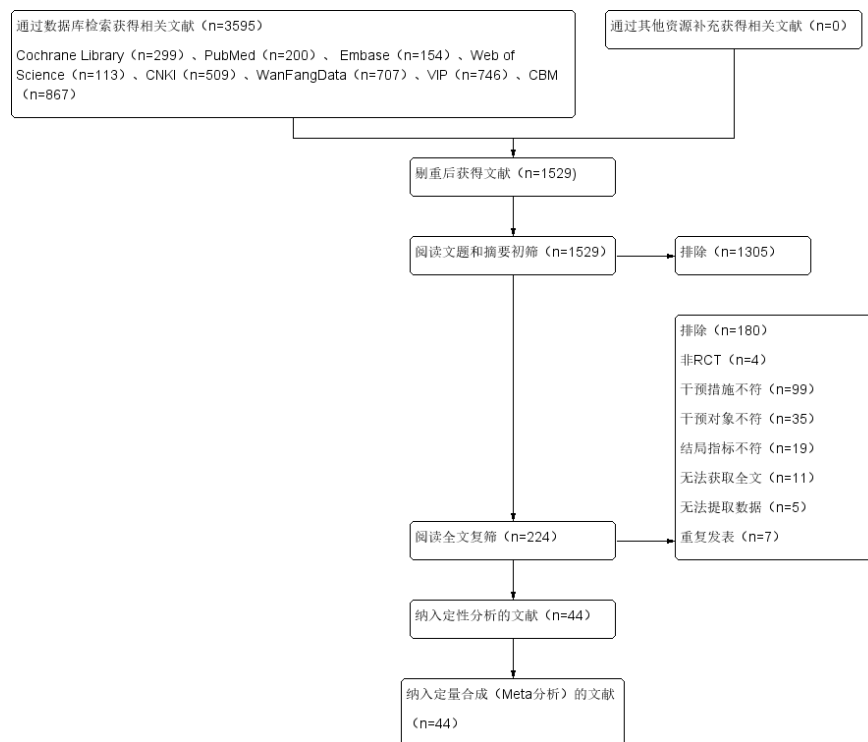 通过数据库检索获得相关文献（n=3595）
Cochrane Library（n=299）、PubMed（n=200）、 Embase（n=154）、Web of
Science（n=113）、CNKI（n=509）、WanFangData（n=707）、VIP（n=746）、CBM
（n=867）
通过其他资源补充获得相关文献（n=0）
剔重后获得文献（n=1529)
阅读文题和摘要初筛（n=1529）
排除（n=1305）
排除（n=180）
非RCT（n=4）
干预措施不符（n=99）
干预对象不符（n=35）
结局指标不符（n=19）
无法获取全文（n=11）
无法提取数据（n=5）
重复发表（n=7）
阅读全文复筛（n=224）
纳入定性分析的文献（n=44）
纳入定量合成（Meta分析）的文献
（n=44）